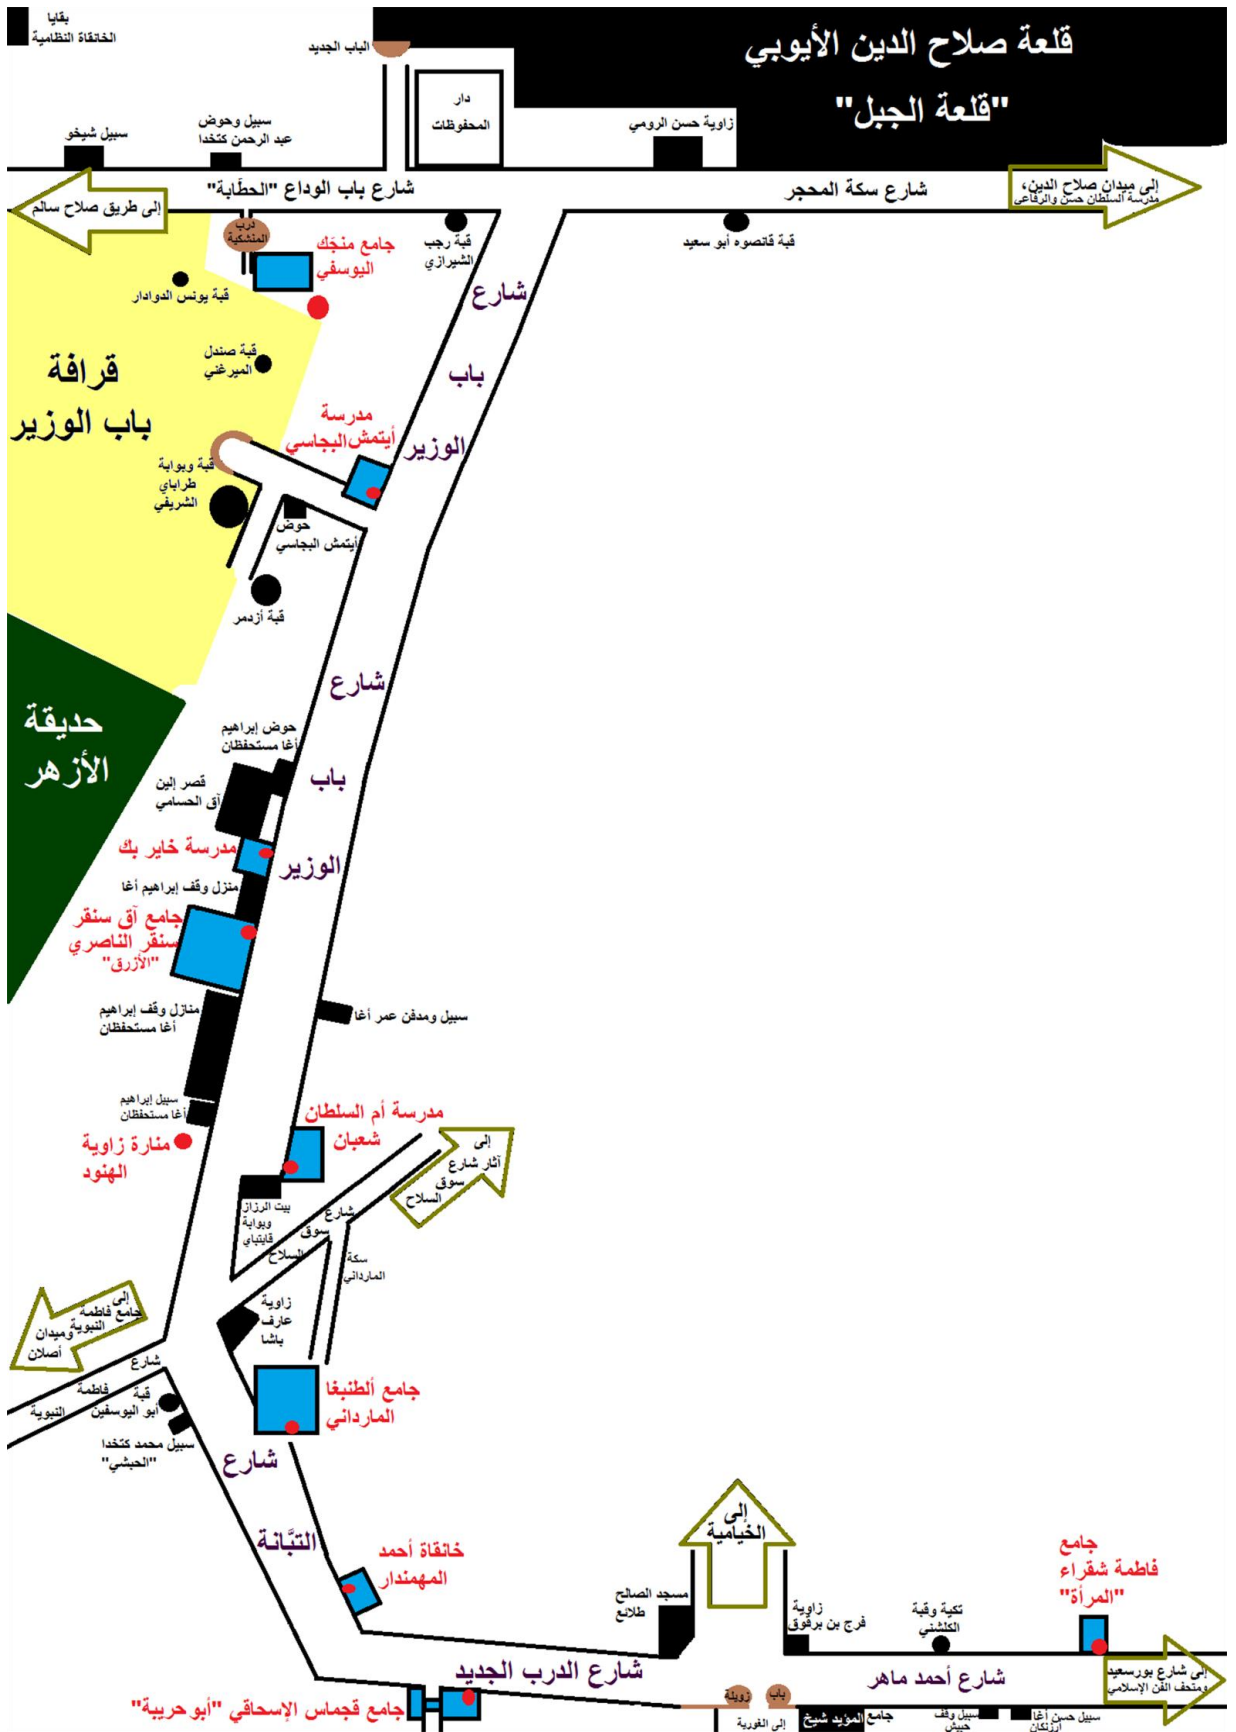 بقايا
الخانقاة النظامية
الباب الجديد
قلعة صلاح الدين الأيوبي
"قلعة الجبل"
دار
المحفوظات
زاوية حسن الرومي
سبيل وحوض
عبد الرحمن كتخدا
سبيل شيخو
إلى ميدان صلاح الدين،
مدرسة السلطان حسن والرفاعي
شارع سكة المحجر
شارع باب الوداع "الحطَّابة"
إلى طريق صلاح سالم
قبة قانصوه أبو سعيد
قبة رجب
الشيرازي
درب
المنشكية
جامع منجَك
اليوسفي
قبة يونس الدوادار
شارع
باب
الوزير
قبة صندل
الميرغني
قرافة
باب الوزير
مدرسة
أيتمش البجاسي
قبة وبوابة
طراباي
الشريفي
حوض
أيتمش البجاسي
قبة أزدمر
شارع
باب
الوزير
حديقة
الأزهر
حوض إبراهيم
أغا مستحفظان
قصر إلين
آق الحسامي
مدرسة خاير بك
منزل وقف إبراهيم أغا
جامع آق سنقر
سنقر الناصري
"الأزرق"
منازل وقف إبراهيم
أغا مستحفظان
سبيل ومدفن عمر أغا
سبيل إبراهيم
أغا مستحفظان
منارة زاوية
الهنود
مدرسة أم السلطان
شعبان
إلى
آثار شارع
سوق
السلاح
بيت الرزاز
وبوابة
قايتباي
شارع
سوق
السلاح
سكة
المارداني
زاوية
عارف
باشا
إلى
جامع فاطمة
النبوية
وميدان
أصلان
شارع
فاطمة
النبوية
قبة
أبو اليوسفين
سبيل محمد كتخدا
"الحبشي"
جامع ألطنبغا
المارداني
شارع
التبَّانة
خانقاة أحمد
المهمندار
إلى
الخيامية
مسجد الصالح
طلائع
زاوية
فرج بن برقوق
تكية وقبة
الكلشني
جامع
فاطمة شقراء
"المرأة"
شارع الدرب الجديد
شارع أحمد ماهر
إلى شارع بورسعيد
ومتحف الفن الإسلامي
جامع قجماس الإسحاقي "أبو حريبة"
باب
زويلة
إلى الغورية
جامع المؤيد شيخ
سبيل وقف
حبيش
سبيل حسن أغا
أرزنكان